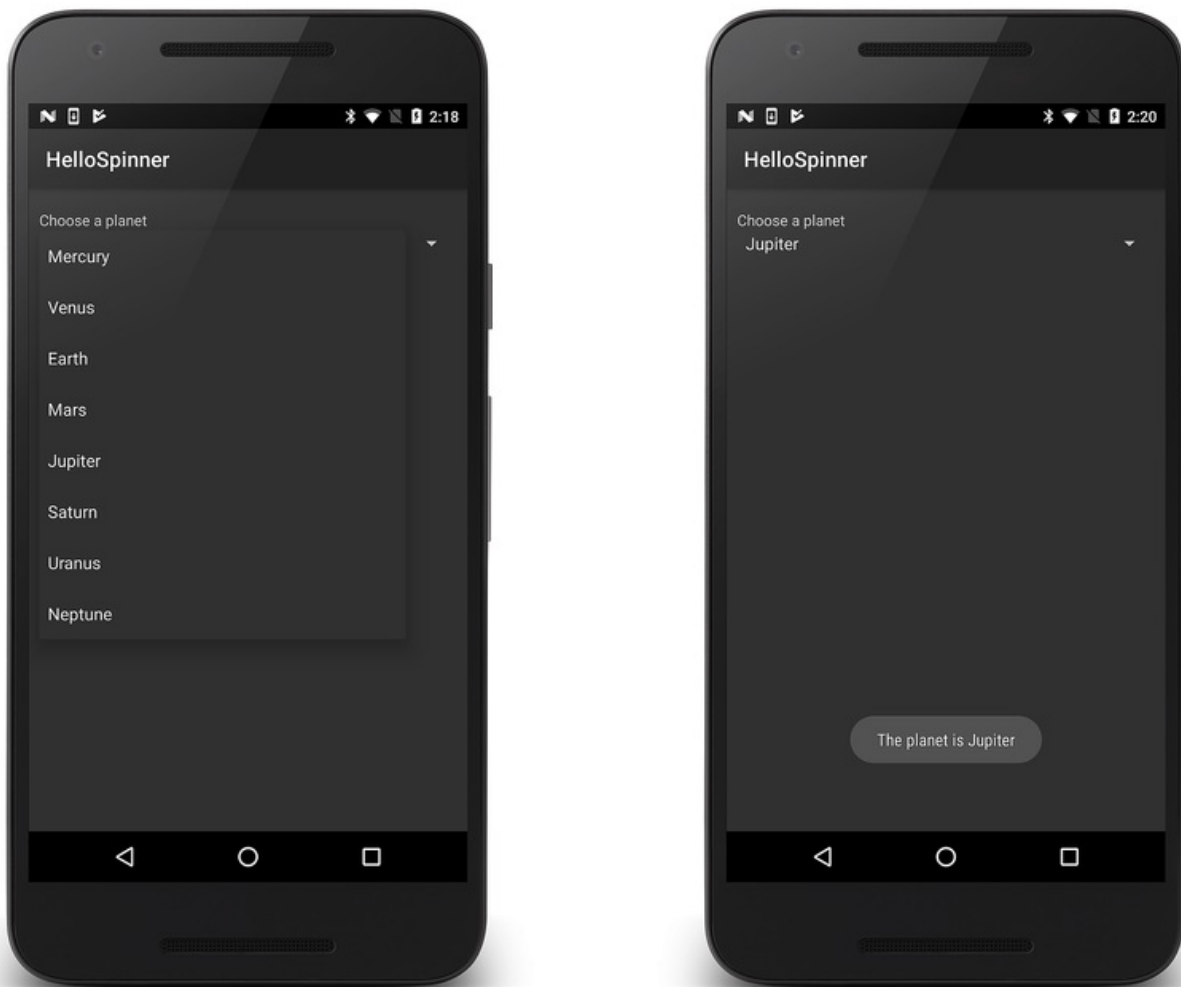 2:18
HelloSpinner
Choose a planet
Mercury
Venus
Earth
Mars
Jupiter
Saturn
Uranus
Neptune
2:20
HelloSpinner
Choose a planet
Jupiter
The planet is Jupiter